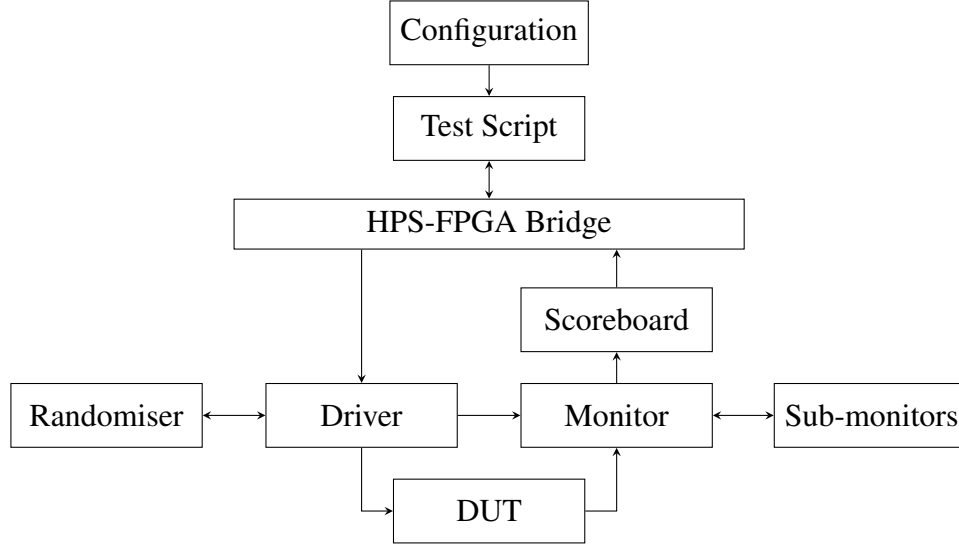 Configuration
Test Script
HPS-FPGA Bridge
Scoreboard
Randomiser
Driver
Monitor
Sub-monitors
DUT